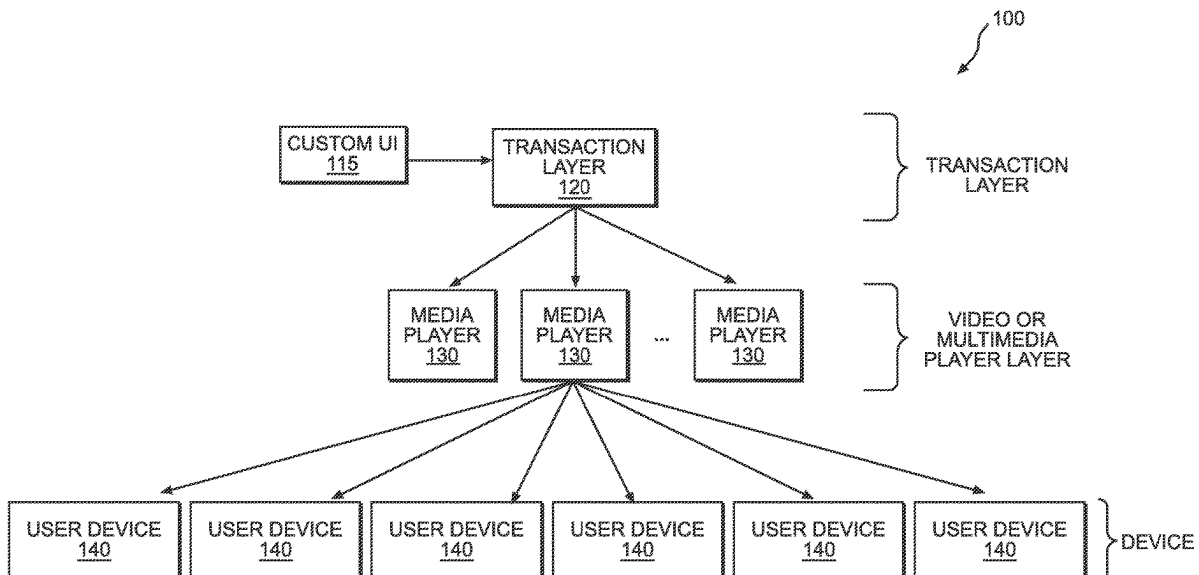 100
CUSTOM UI
115
TRANSACTION
LAYER
120
TRANSACTION
LAYER
MEDIA
PLAYER
130
MEDIA
PLAYER
130
...
MEDIA
PLAYER
130
VIDEO OR
MULTIMEDIA
PLAYER LAYER
USER DEVICE
140
USER DEVICE
140
USER DEVICE
140
USER DEVICE
140
USER DEVICE
140
USER DEVICE
140
DEVICE